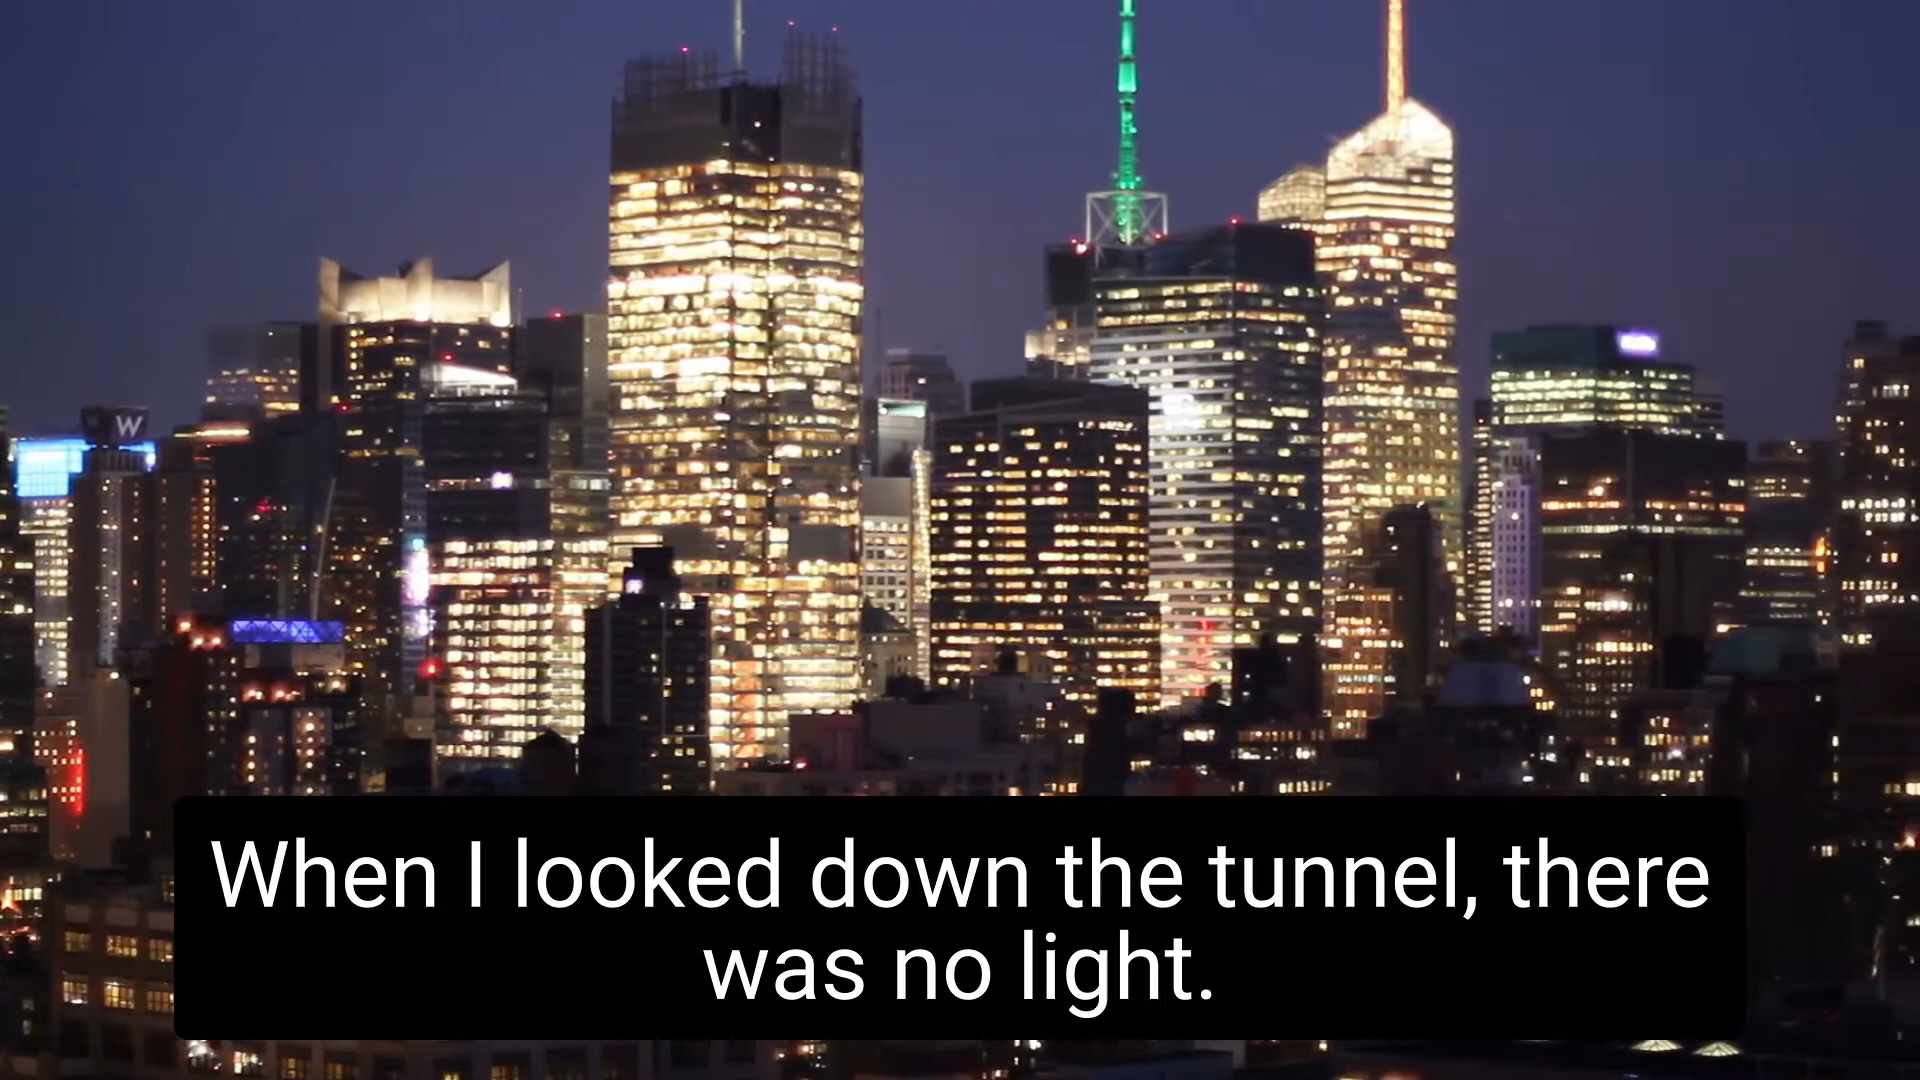 W
When I looked down the tunnel, there
was no light.